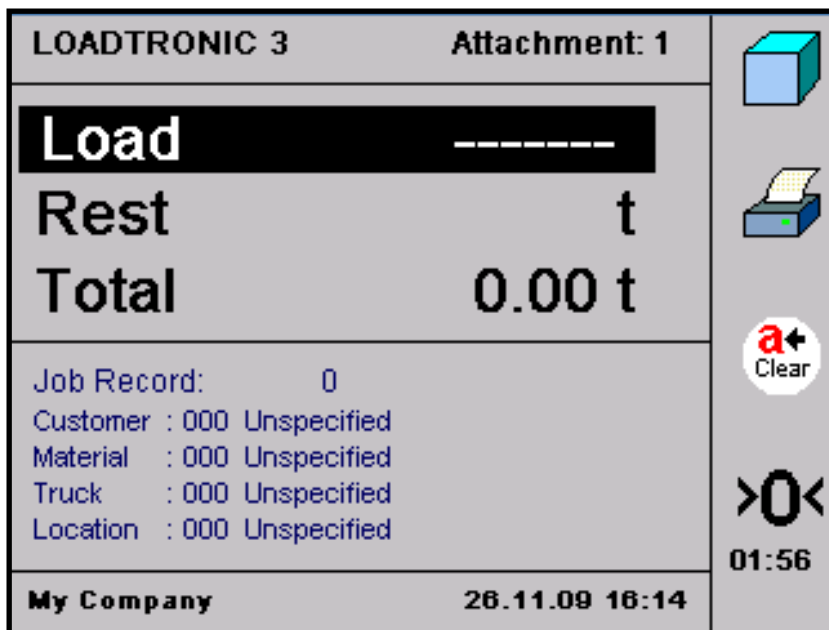 LOADTRONIC 3 Attachment: 1
Load -------
Rest t
Total 0.00 t
a
Clear
Job Record: 0
Customer : 000 Unspecified
Material : 000 Unspecified
Truck : 000 Unspecified
Location : 000 Unspecified
>0<
01:56
My Company 26.11.09 16:14